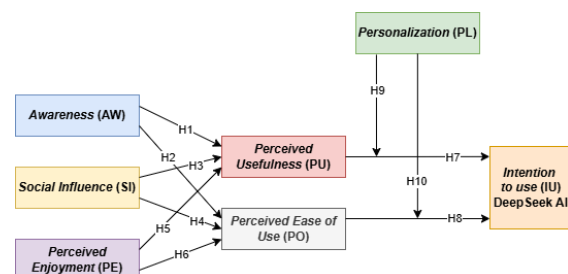 Personalization (PL)
H9
Awareness (AW)
H1
H2
Perceived
Usefulness (PU)
H3
H7
Social Influence (SI)
H10
Intention
to use (IU)
DeepSeek AI
H4
Perceived Ease of
Use (PO)
H8
H5
H6
Perceived
Enjoyment (PE)